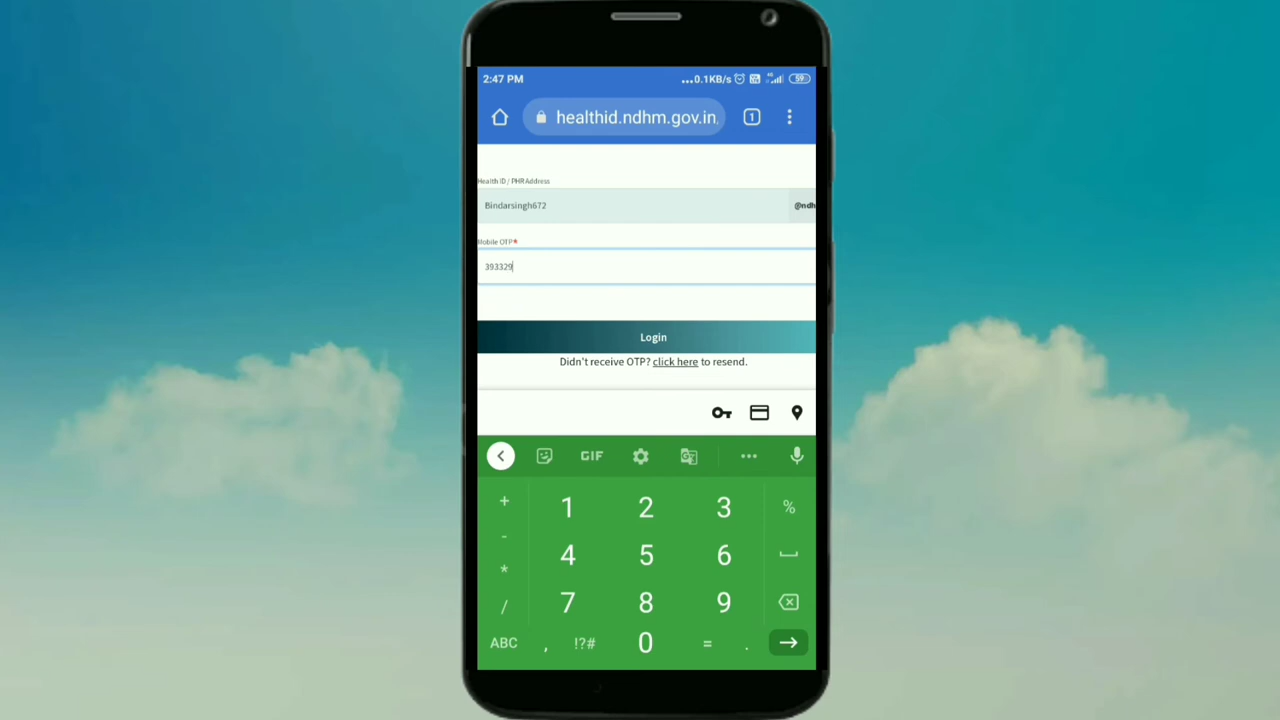 2:47 PM ...0.1KB/s 4G 59
healthid.ndhm.gov.in 1
Health ID / PHR Address
Bindarsingh672 @ndh
Mobile OTP*
393329
Login
Didn't receive OTP? click here to resend.
GIF
+ 1 2 3 %
- 4 5 6
* 7 8 9
/
ABC , !?# 0 = .